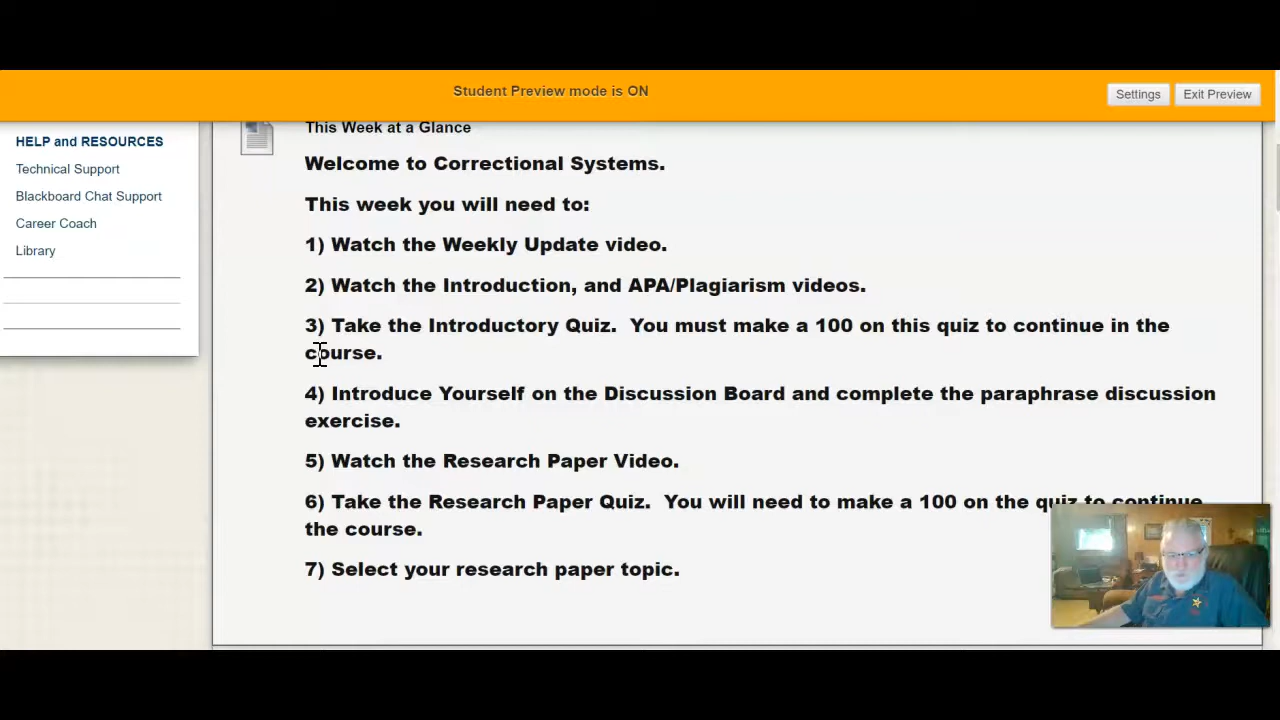 Student Preview mode is ON
Settings
Exit Preview
HELP and RESOURCES
Technical Support
Blackboard Chat Support
Career Coach
Library
This Week at a Glance
Welcome to Correctional Systems.
This week you will need to:
1) Watch the Weekly Update video.
2) Watch the Introduction, and APA/Plagiarism videos.
3) Take the Introductory Quiz.  You must make a 100 on this quiz to continue in the
course.
4) Introduce Yourself on the Discussion Board and complete the paraphrase discussion
exercise.
5) Watch the Research Paper Video.
6) Take the Research Paper Quiz.  You will need to make a 100 on the quiz to continue
the course.
7) Select your research paper topic.